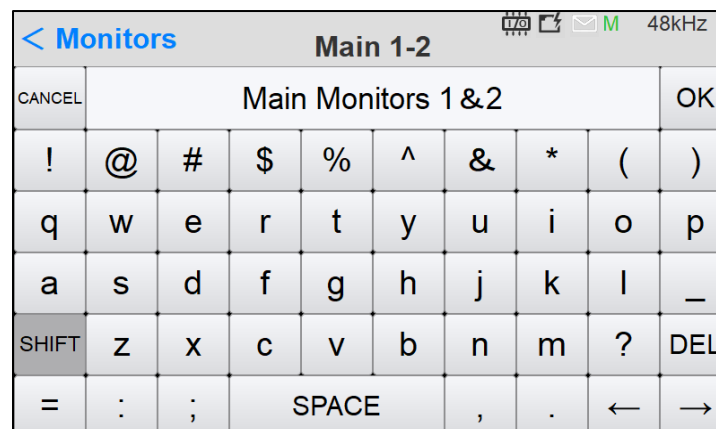 < Monitors Main 1-2 I/O M 48kHz
CANCEL Main Monitors 1&2 OK
! @ # $ % ^ & * ( )
q w e r t y u i o p
a s d f g h j k l _
SHIFT z x c v b n m ? DEL
= : ; SPACE , . ← →